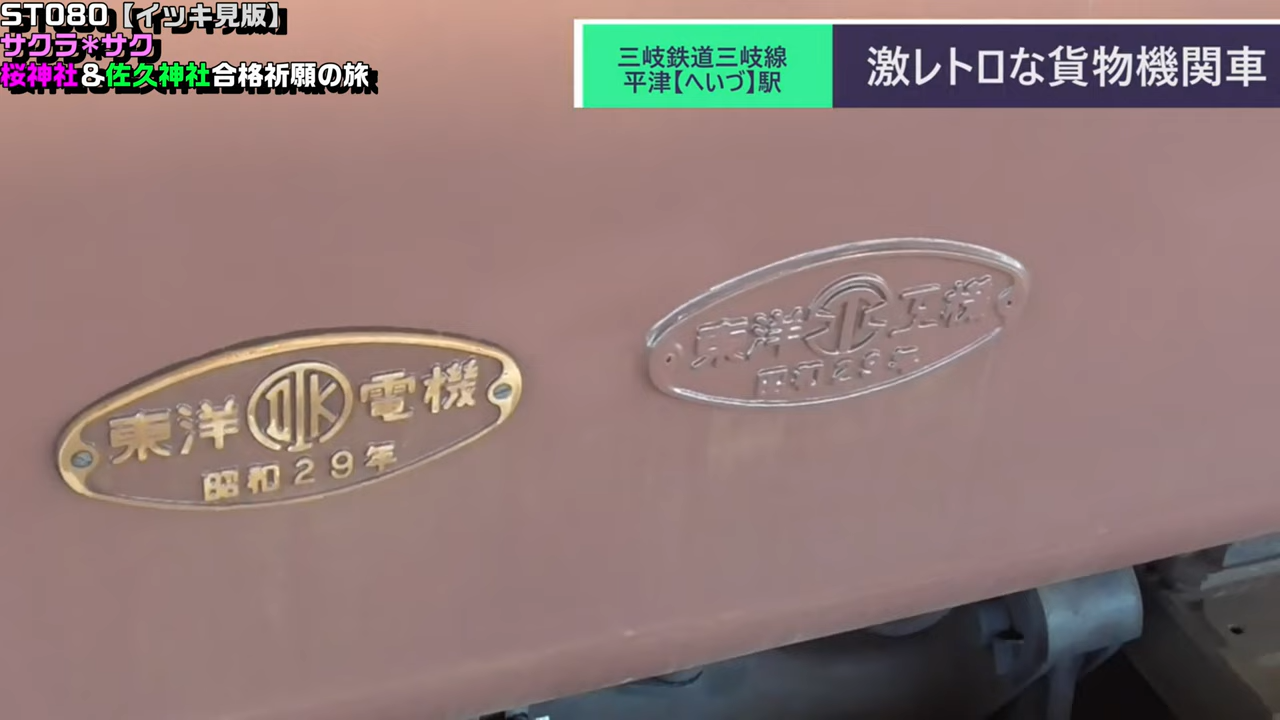 ST080【イツキ見版】
サクラ*サク
桜神社&佐久神社合格祈願の旅
三岐鉄道三岐線
平津【へいづ】駅
激レトロな貨物機関車
東洋 電機
昭和29年
東洋
29